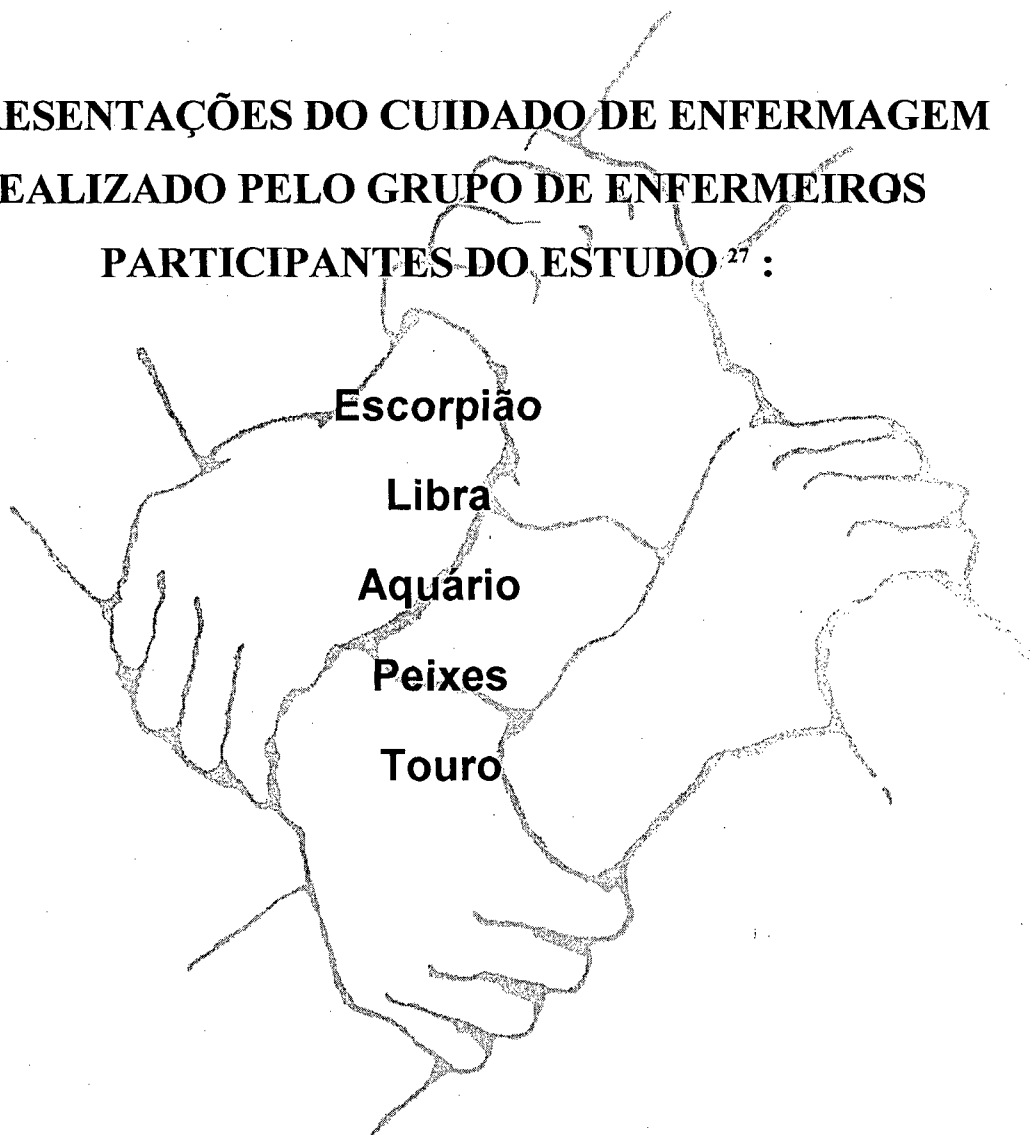 ESENTAÇÕES DO CUIDADO DE ENFERMAGEM
EALIZADO PELO GRUPO DE ENFERMEIROS
PARTICIPANTES DO ESTUDO ²⁷ :
Escorpião
Libra
Aquário
Peixes
Touro